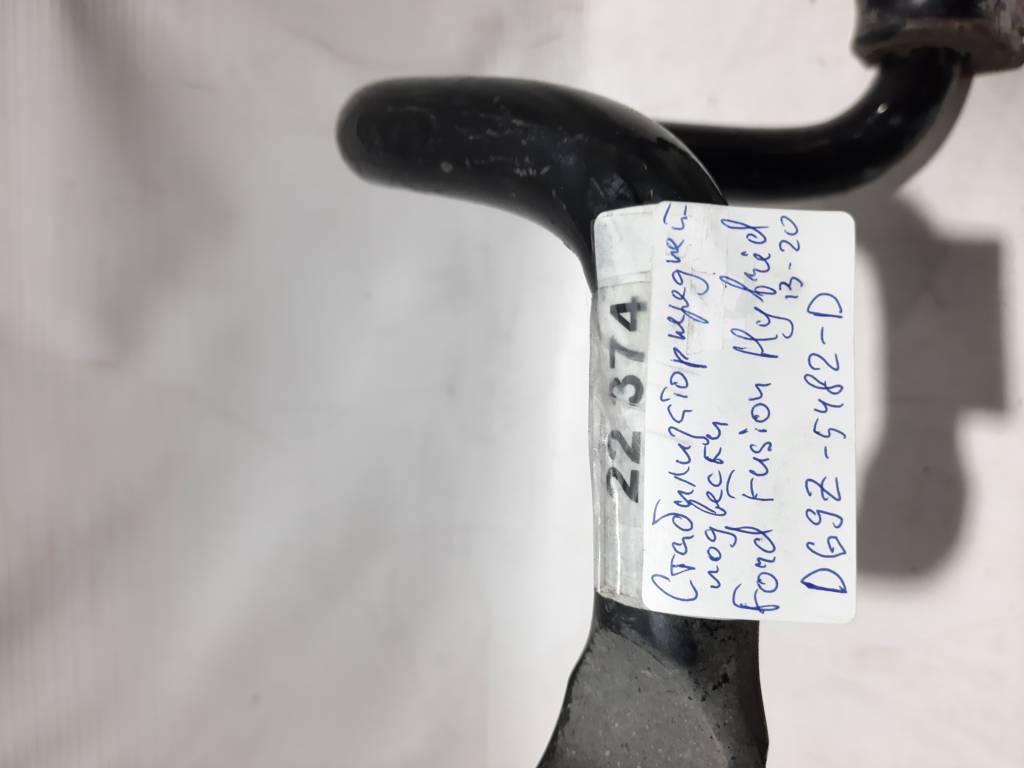 22 374
Стабилизатор передней
подвески
Ford Fusion Hybrid
13-20
DG9Z-5482-D